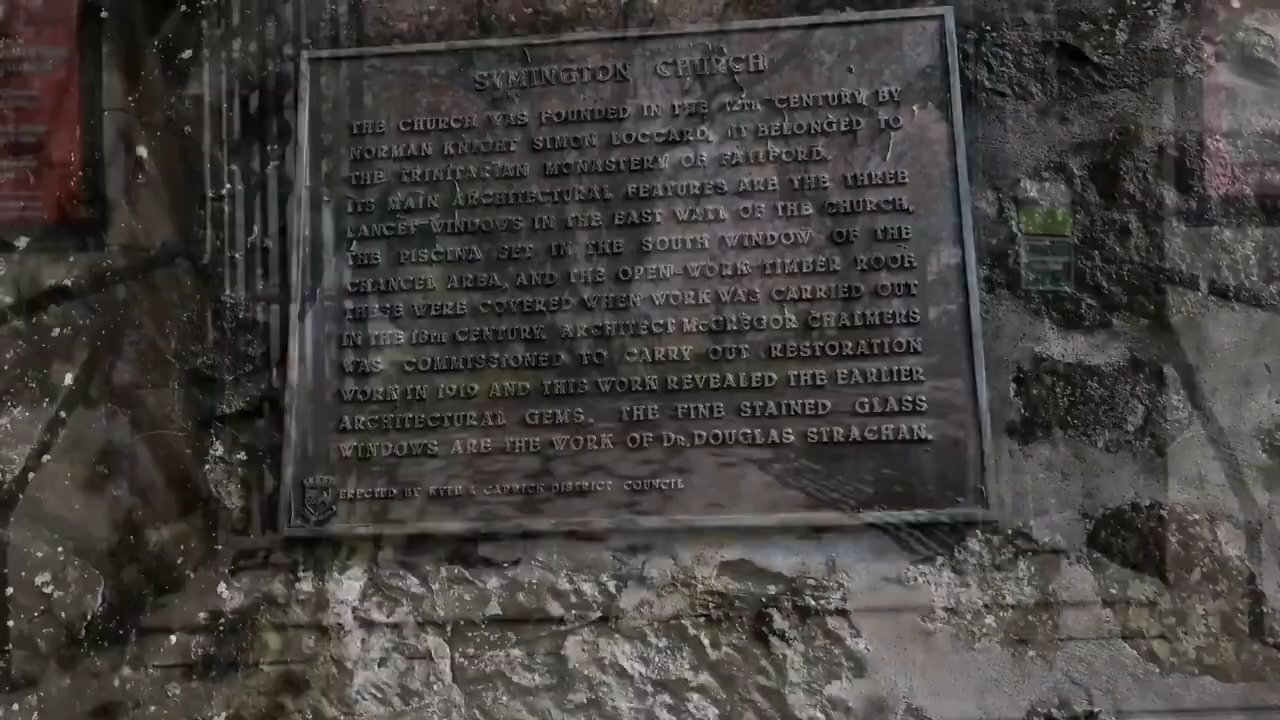 SYMINGTON CHURCH
THE CHURCH WAS FOUNDED IN THE 12TH CENTURY BY
NORMAN KNIGHT SIMON LOCCARD. IT BELONGED TO
THE TRINITARIAN MONASTERY OF FAILFORD.
ITS MAIN ARCHITECTURAL FEATURES ARE THE THREE
LANCET WINDOWS IN THE EAST WALL OF THE CHURCH,
THE PISCINA SET IN THE SOUTH WINDOW OF THE
CHANCEL AREA, AND THE OPEN-WORK TIMBER ROOF.
THESE WERE COVERED WHEN WORK WAS CARRIED OUT
IN THE 18TH CENTURY. ARCHITECT MCGREGOR CHALMERS
WAS COMMISSIONED TO CARRY OUT RESTORATION
WORK IN 1919 AND THIS WORK REVEALED THE EARLIER
ARCHITECTURAL GEMS. THE FINE STAINED GLASS
WINDOWS ARE THE WORK OF DR. DOUGLAS STRACHAN.
ERECTED BY KYLE & CARRICK DISTRICT COUNCIL